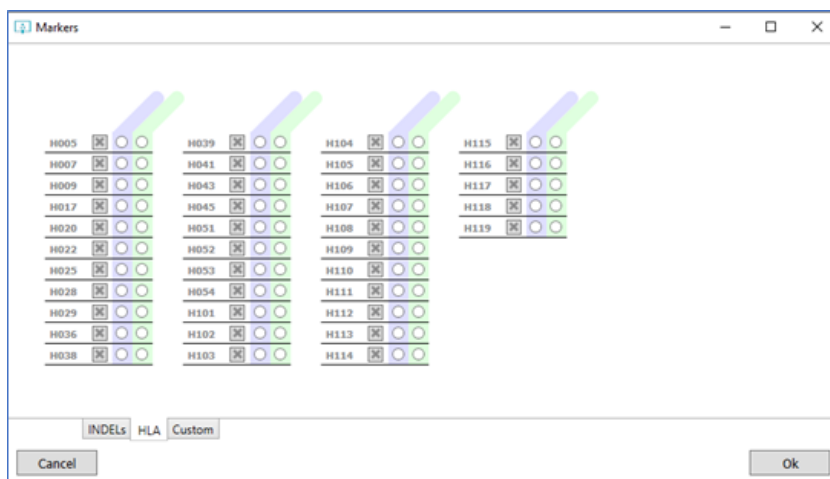 Markers
H005 H039 H104 H115
H007 H041 H105 H116
H009 H043 H106 H117
H017 H045 H107 H118
H020 H051 H108 H119
H022 H052 H109
H025 H053 H110
H028 H054 H111
H029 H101 H112
H036 H102 H113
H038 H103 H114
INDELs HLA Custom
Cancel Ok